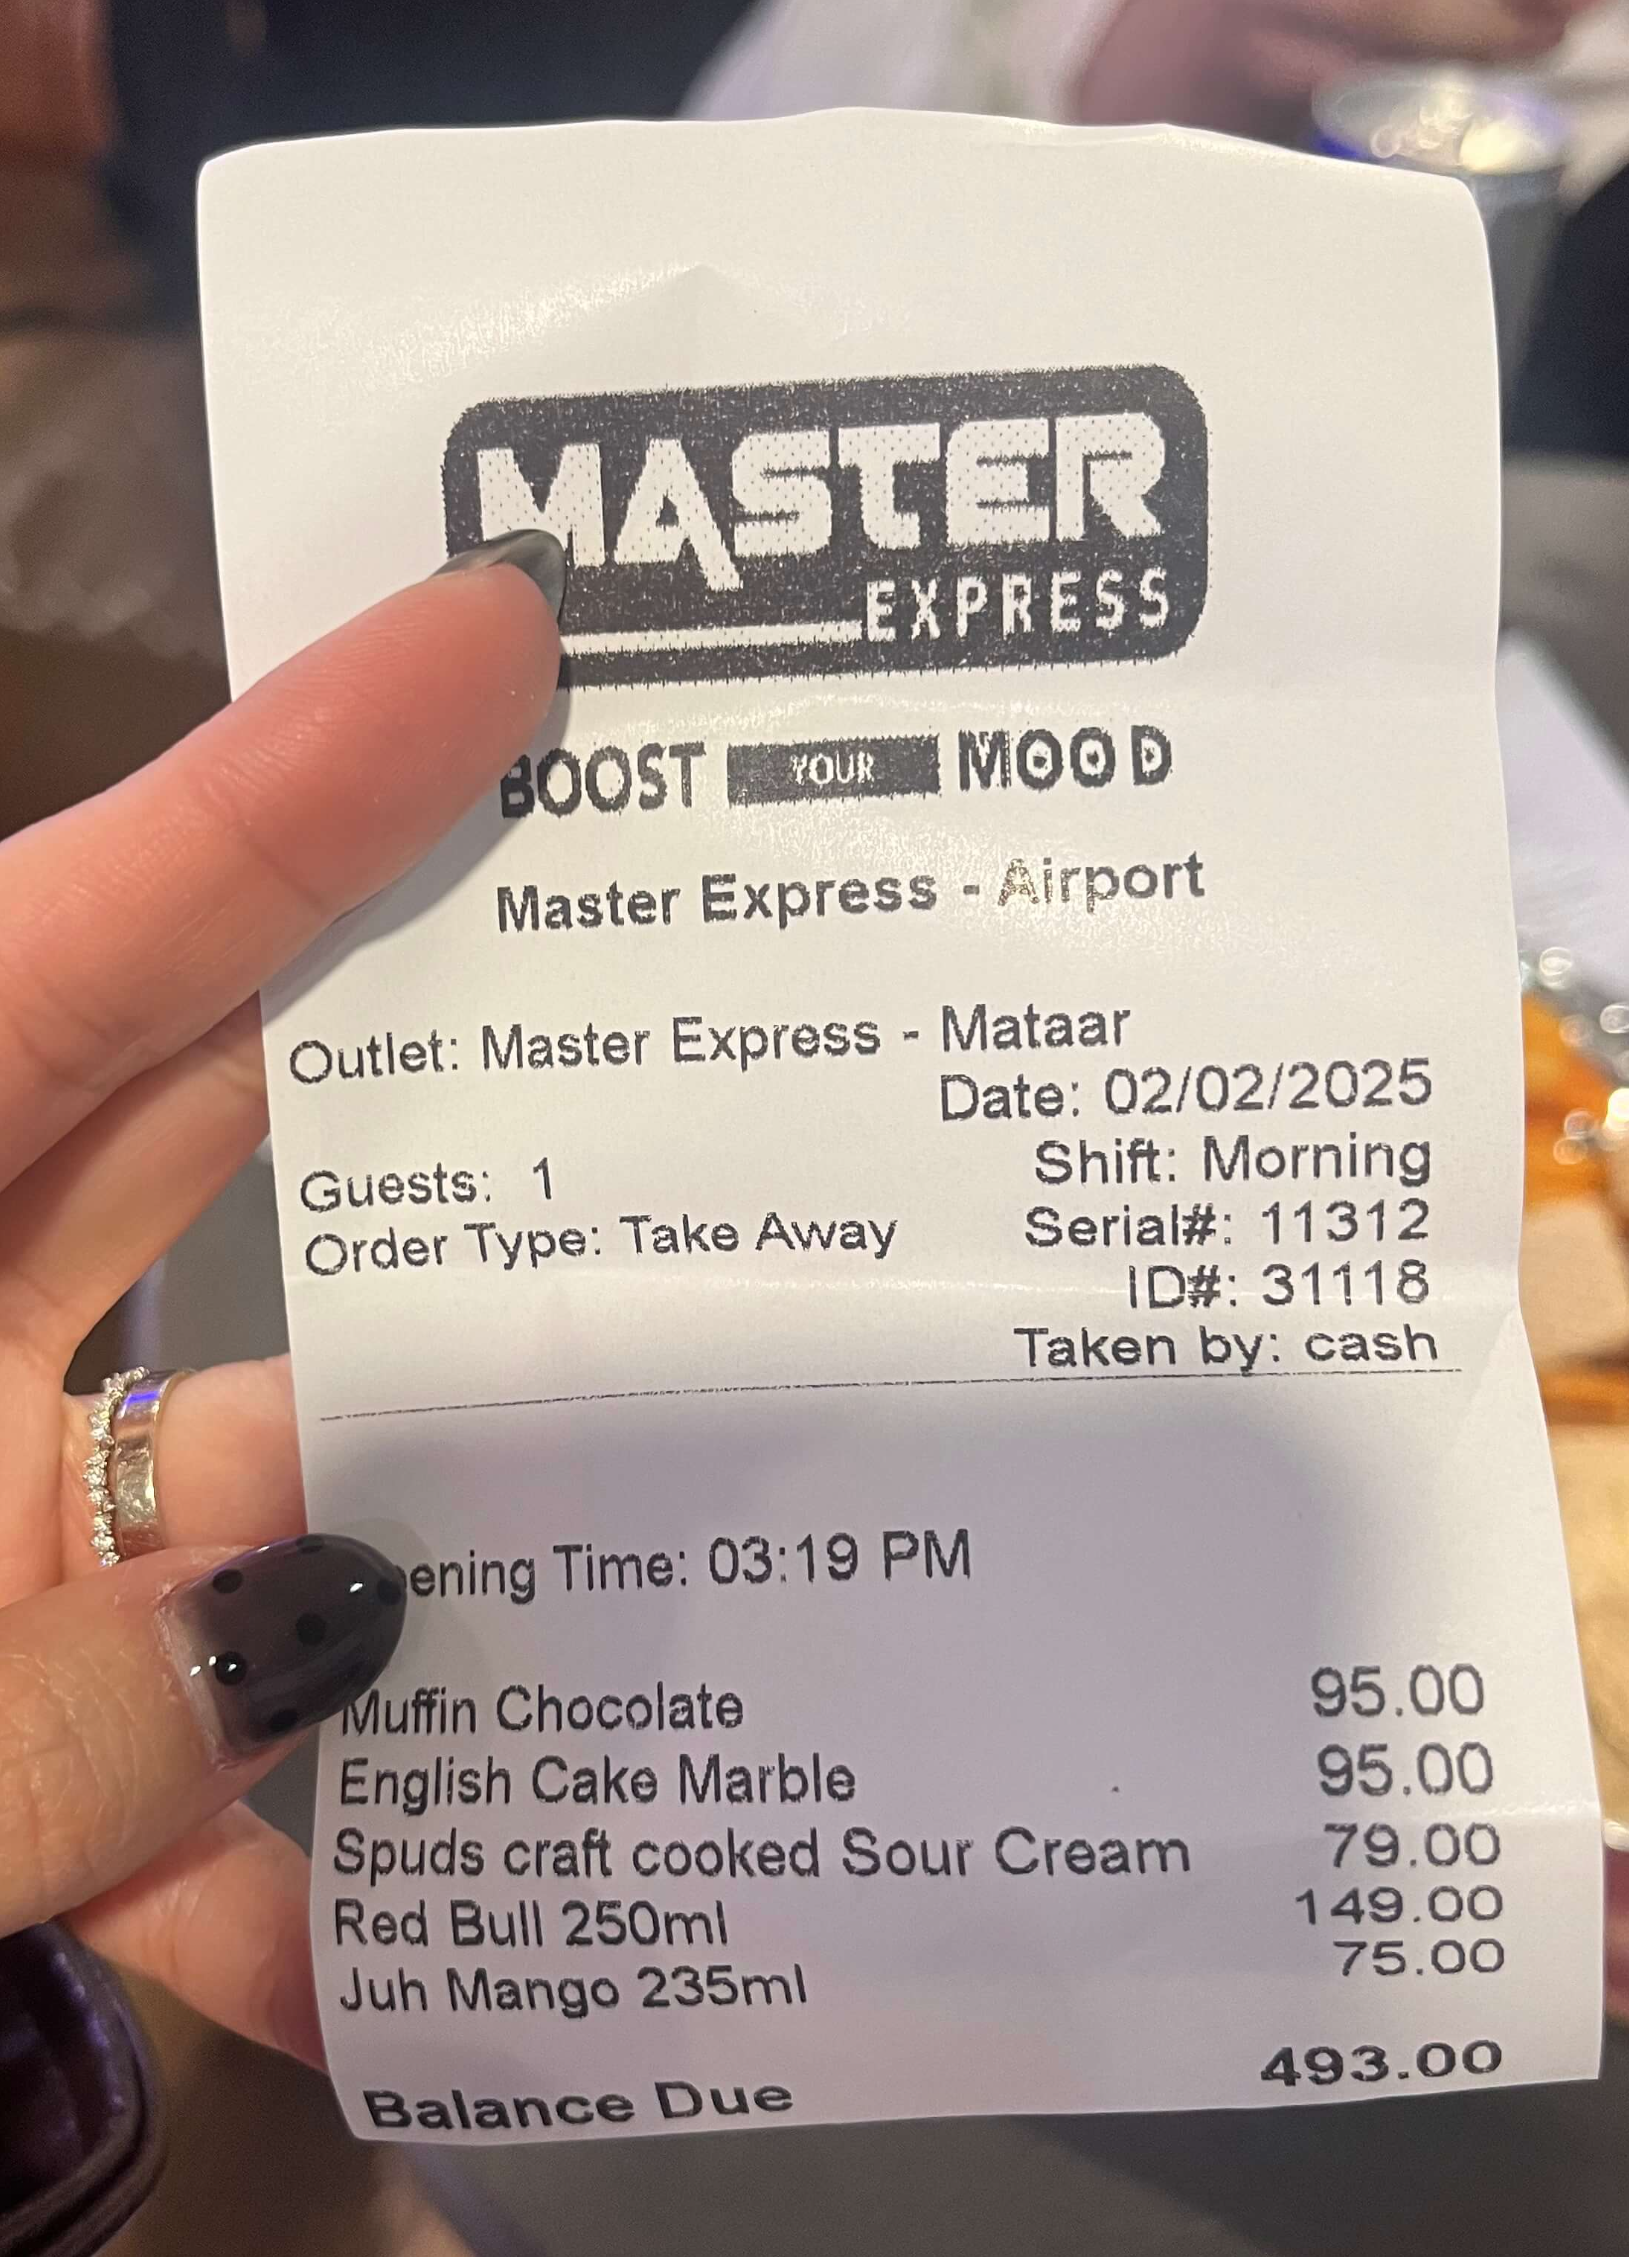 MASTER
EXPRESS
BOOST YOUR MOOD
Master Express - Airport
Outlet: Master Express - Mataar
Date: 02/02/2025
Shift: Morning
Guests: 1
Serial#: 11312
Order Type: Take Away
ID#: 31118
Taken by: cash
ening Time: 03:19 PM
Muffin Chocolate 95.00
English Cake Marble 95.00
Spuds craft cooked Sour Cream 79.00
Red Bull 250ml 149.00
Juh Mango 235ml 75.00
Balance Due 493.00